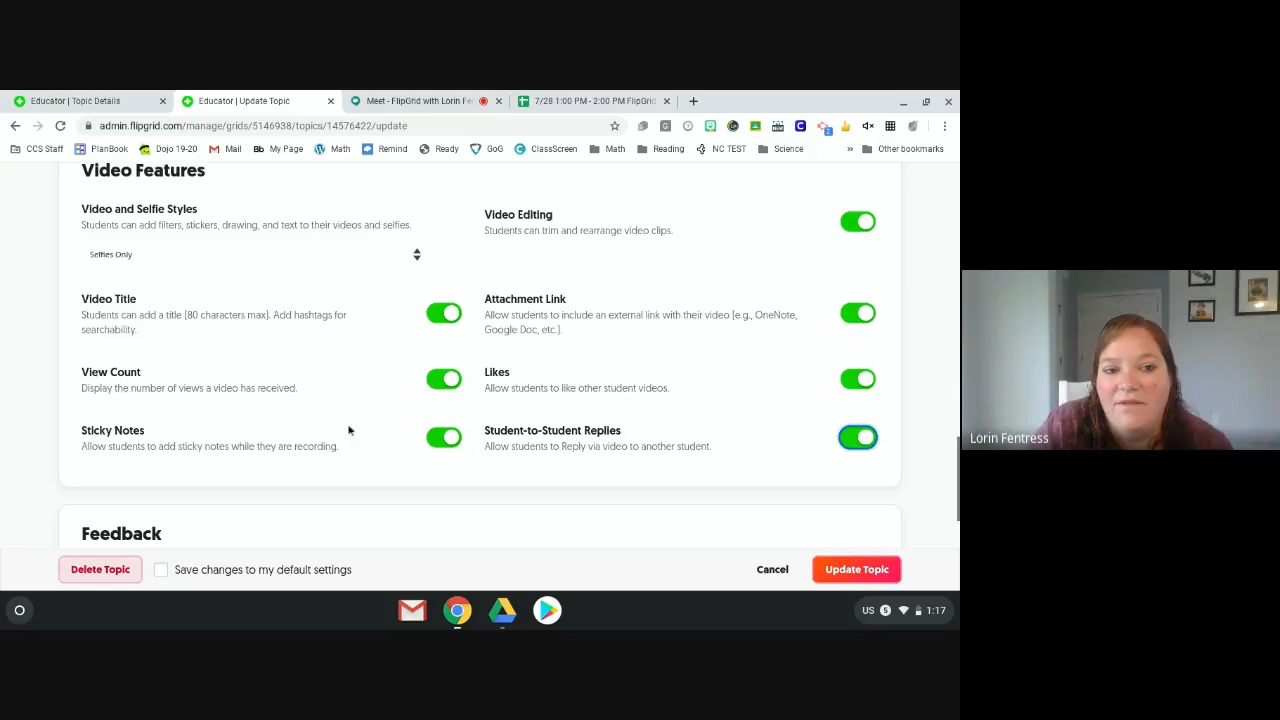 Educator | Topic Details
Educator | Update Topic
Meet - FlipGrid with Lorin Fe
7/28 1:00 PM - 2:00 PM FlipGrid
admin.flipgrid.com/manage/grids/5146938/topics/14576422/update
CCS Staff PlanBook Dojo 19-20 Mail Bb My Page Math Remind Ready GoG ClassScreen Math Reading NC TEST Science » Other bookmarks
Video Features
Video and Selfie Styles
Students can add filters, stickers, drawing, and text to their videos and selfies.
Selfies Only
Video Editing
Students can trim and rearrange video clips.
Video Title
Students can add a title (80 characters max). Add hashtags for
searchability.
Attachment Link
Allow students to include an external link with their video (e.g., OneNote,
Google Doc, etc.).
View Count
Display the number of views a video has received.
Likes
Allow students to like other student videos.
Sticky Notes
Allow students to add sticky notes while they are recording.
Student-to-Student Replies
Allow students to Reply via video to another student.
Feedback
Delete Topic
Save changes to my default settings
Cancel
Update Topic
US 5 1:17
Lorin Fentress